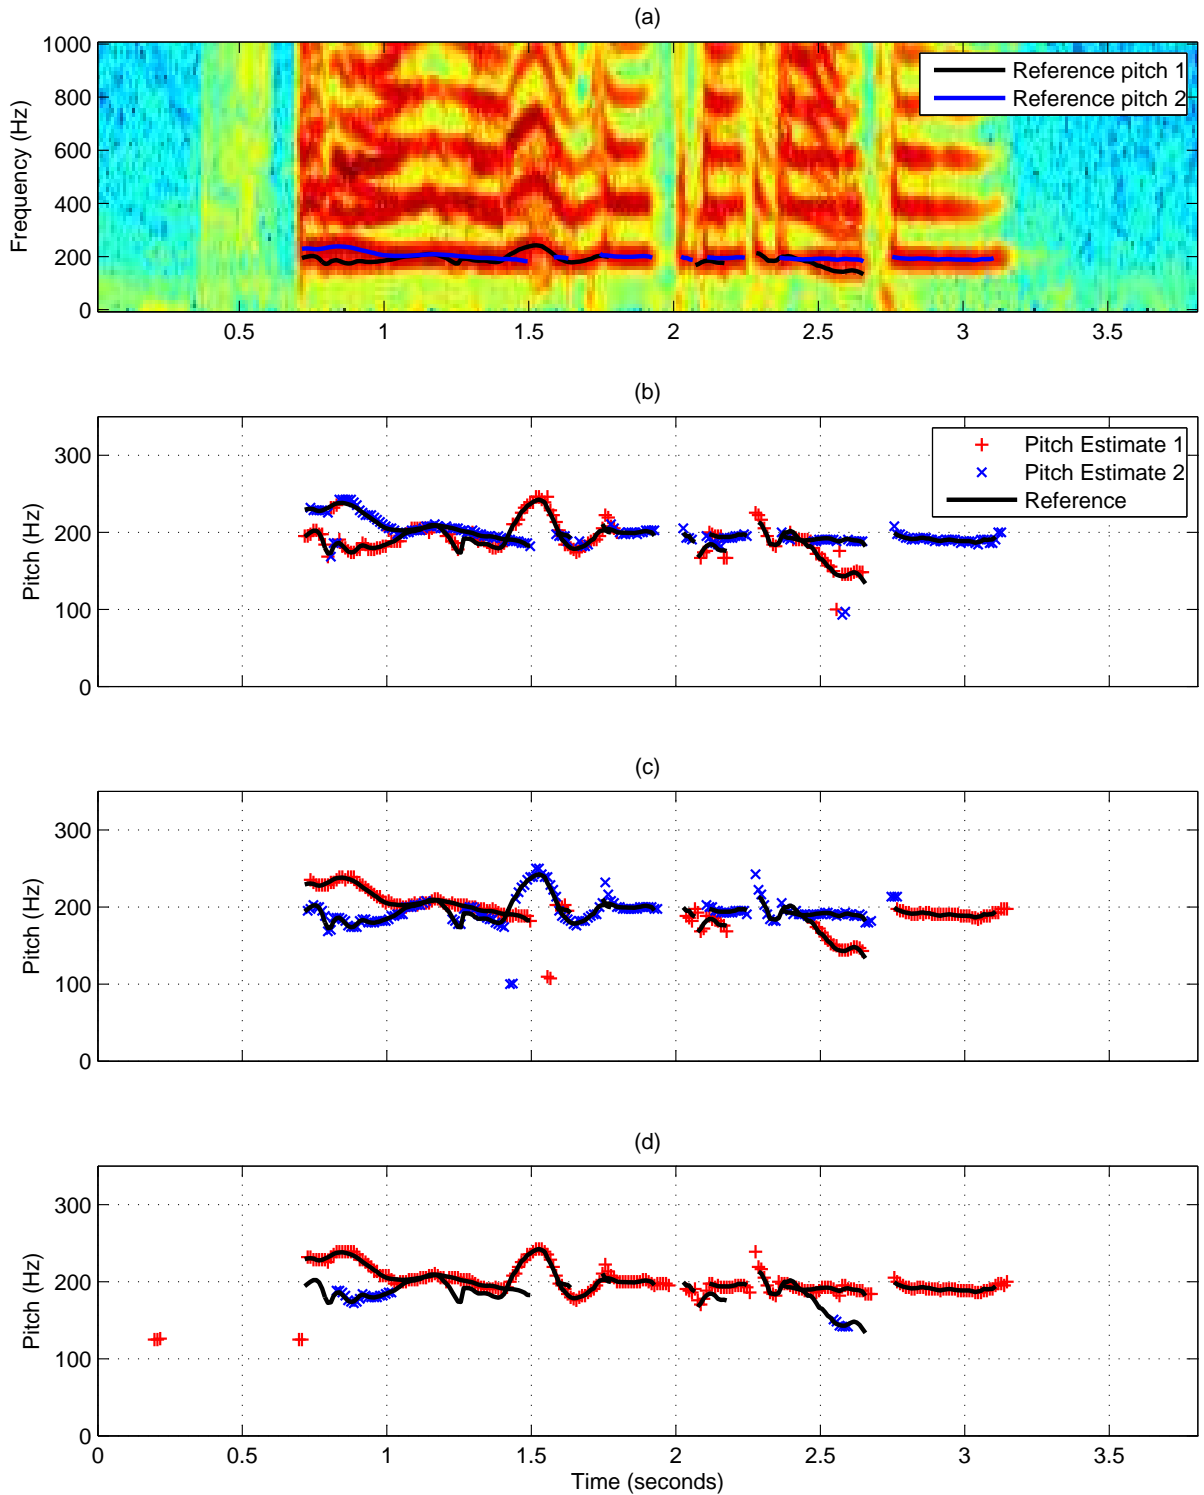 (a)
1000
800
600
400
200
0
Frequency (Hz)
Reference pitch 1
Reference pitch 2
0.5 1 1.5 2 2.5 3 3.5
(b)
300
200
100
0
Pitch (Hz)
Pitch Estimate 1
Pitch Estimate 2
Reference
(c)
300
200
100
0
Pitch (Hz)
(d)
300
200
100
0
Pitch (Hz)
0 0.5 1 1.5 2 2.5 3 3.5
Time (seconds)